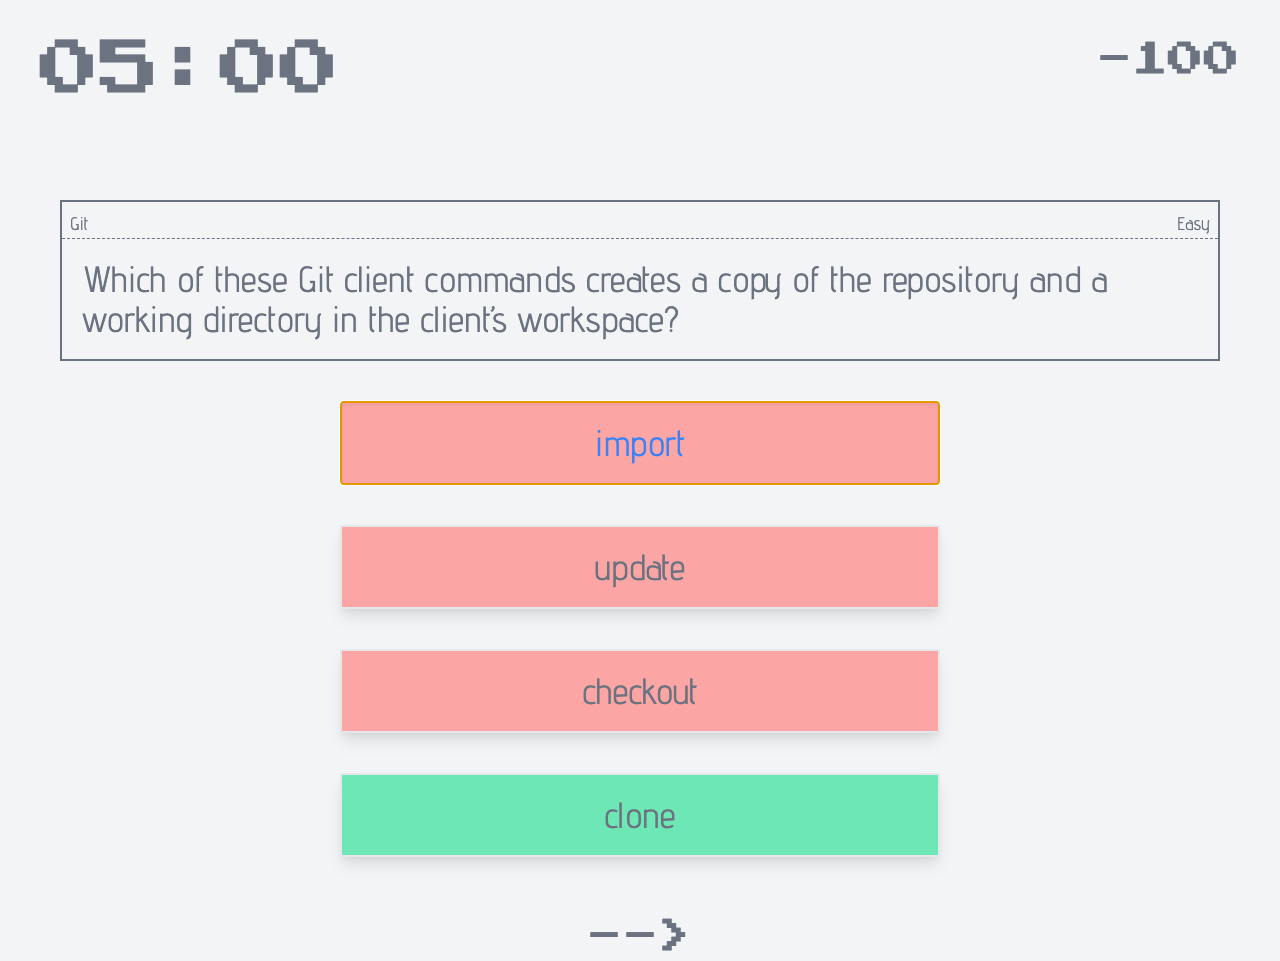 05:00
-100
Git
Easy
Which of these Git client commands creates a copy of the repository and a
working directory in the client's workspace?
import
update
checkout
clone
-->